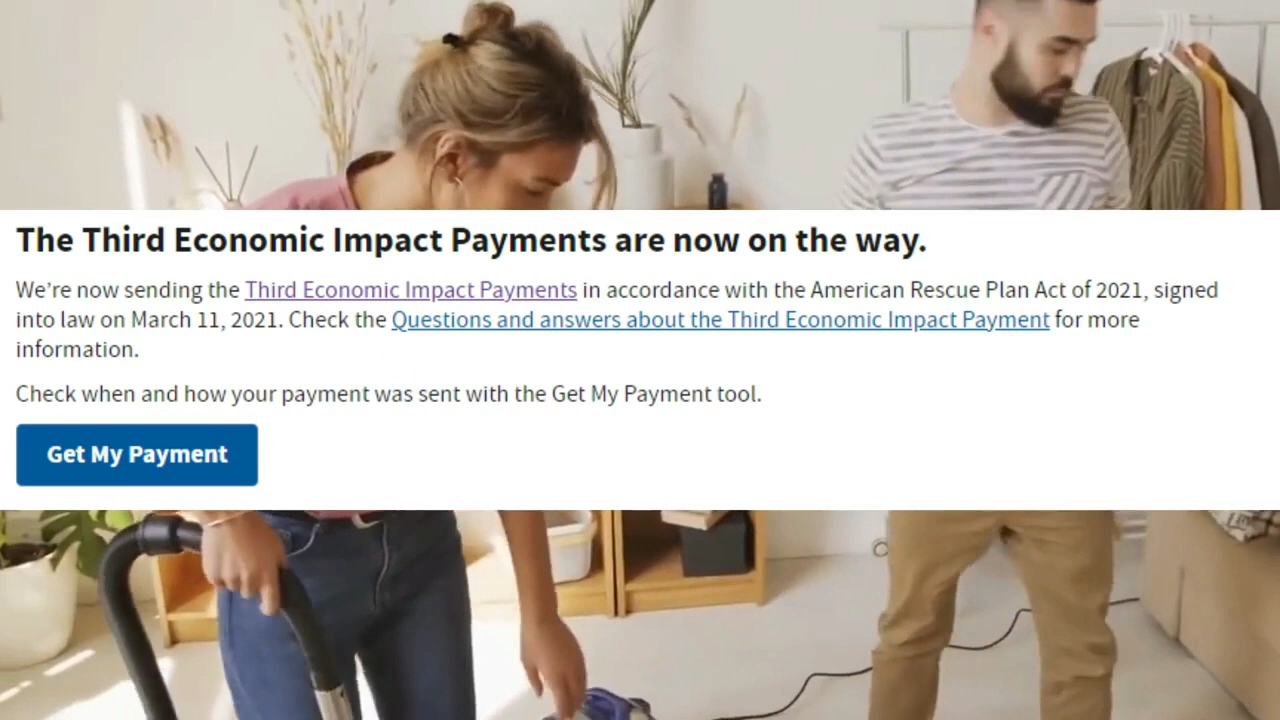 The Third Economic Impact Payments are now on the way.
We’re now sending the Third Economic Impact Payments in accordance with the American Rescue Plan Act of 2021, signed
into law on March 11, 2021. Check the Questions and answers about the Third Economic Impact Payment for more
information.
Check when and how your payment was sent with the Get My Payment tool.
Get My Payment